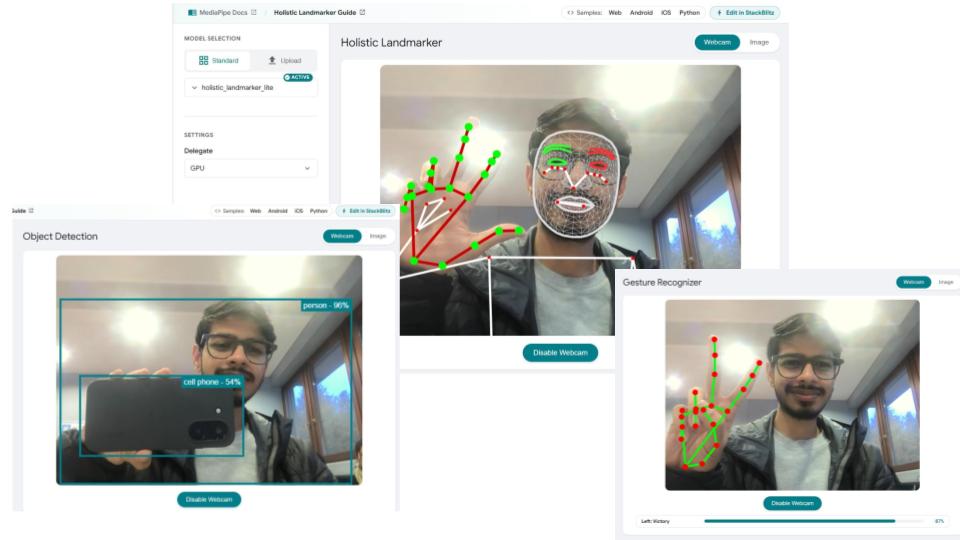 MediaPipe Docs / Holistic Landmarker Guide
<> Samples: Web Android iOS Python
Edit in StackBlitz
MODEL SELECTION
Standard
Upload
ACTIVE
holistic_landmarker_lite
SETTINGS
Delegate
GPU
Holistic Landmarker
Webcam
Image
Disable Webcam
Guide
<> Samples: Web Android iOS Python
Edit in StackBlitz
Object Detection
Webcam
Image
person - 96%
cell phone - 54%
Disable Webcam
Gesture Recognizer
Webcam
Image
Disable Webcam
Left: Victory
87%